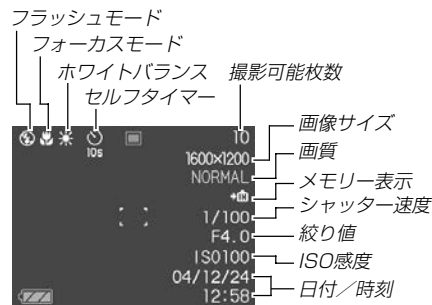 フラッシュモード
フォーカスモード
ホワイトバランス 撮影可能枚数
セルフタイマー
10
10s
1600×1200 画像サイズ
NORMAL 画質
メモリー表示
1/100 シャッター速度
F4.0 絞り値
ISO100 ISO感度
04/12/24 日付／時刻
12:58